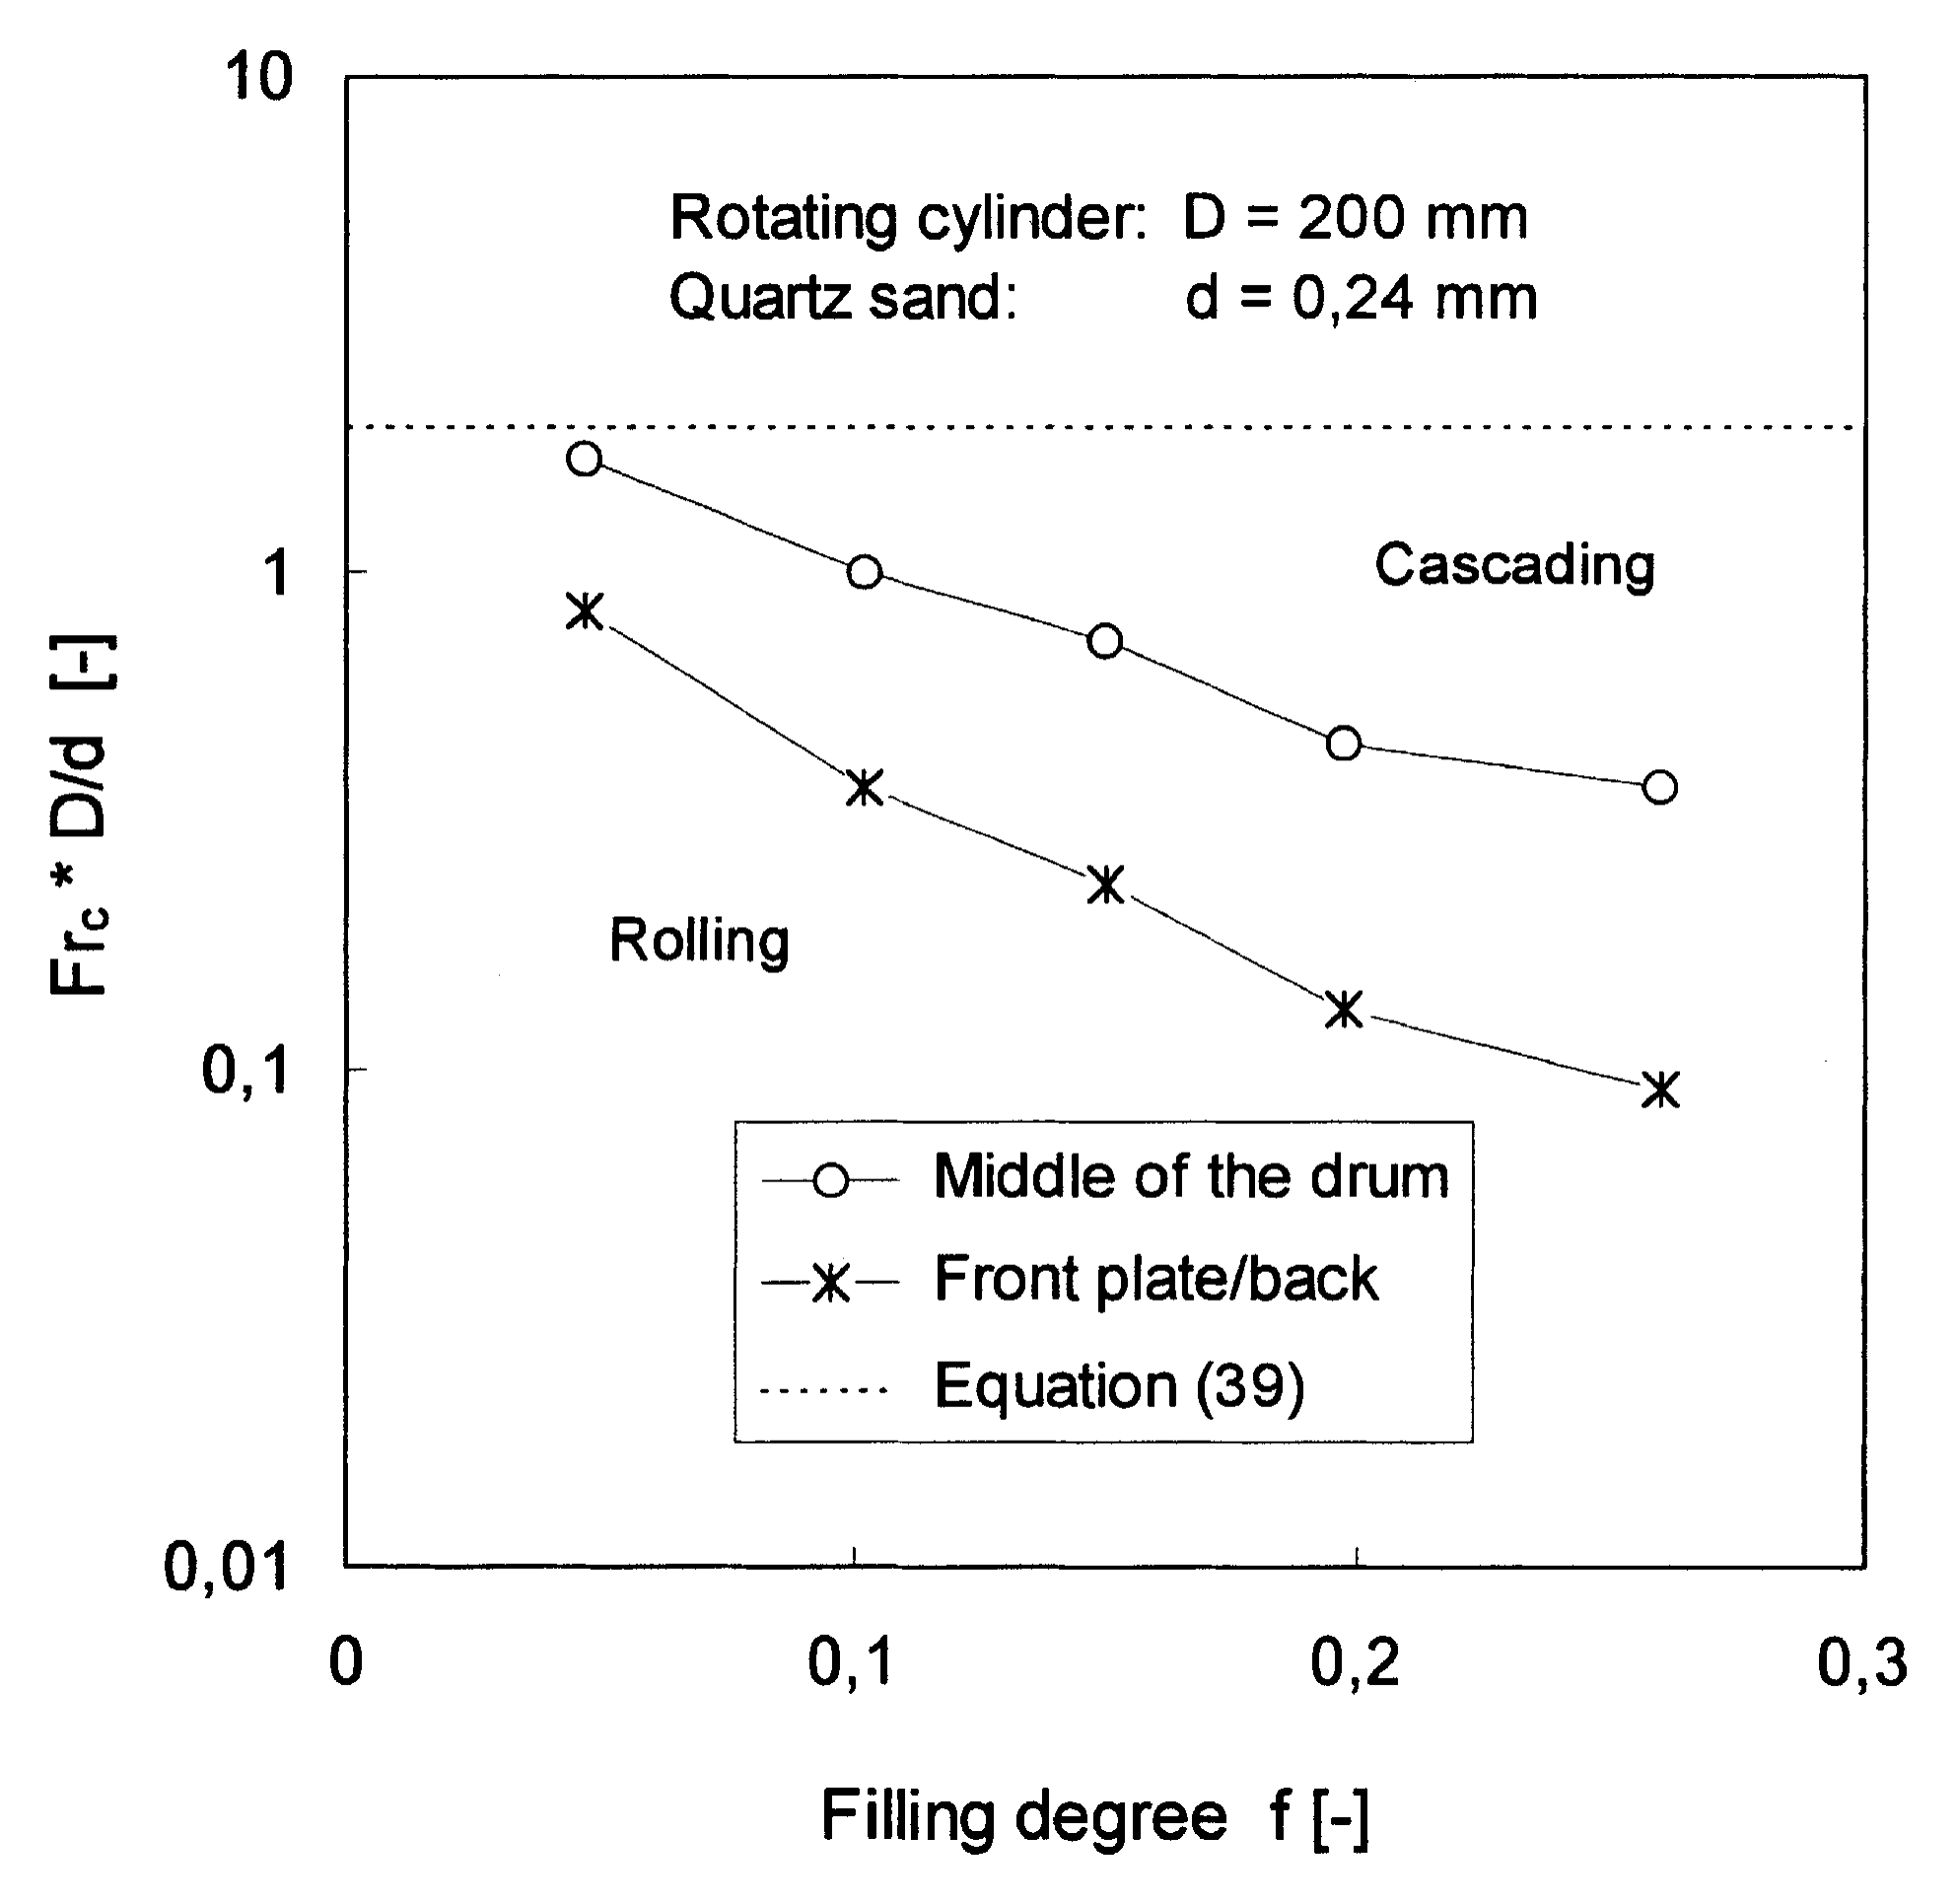 10
Rotating cylinder: D = 200 mm
Quartz sand: d = 0,24 mm
1
Cascading
Frc * D/d [-]
Rolling
0,1
Middle of the drum
Front plate/back
Equation (39)
0,01
0 0,1 0,2 0,3
Filling degree f [-]